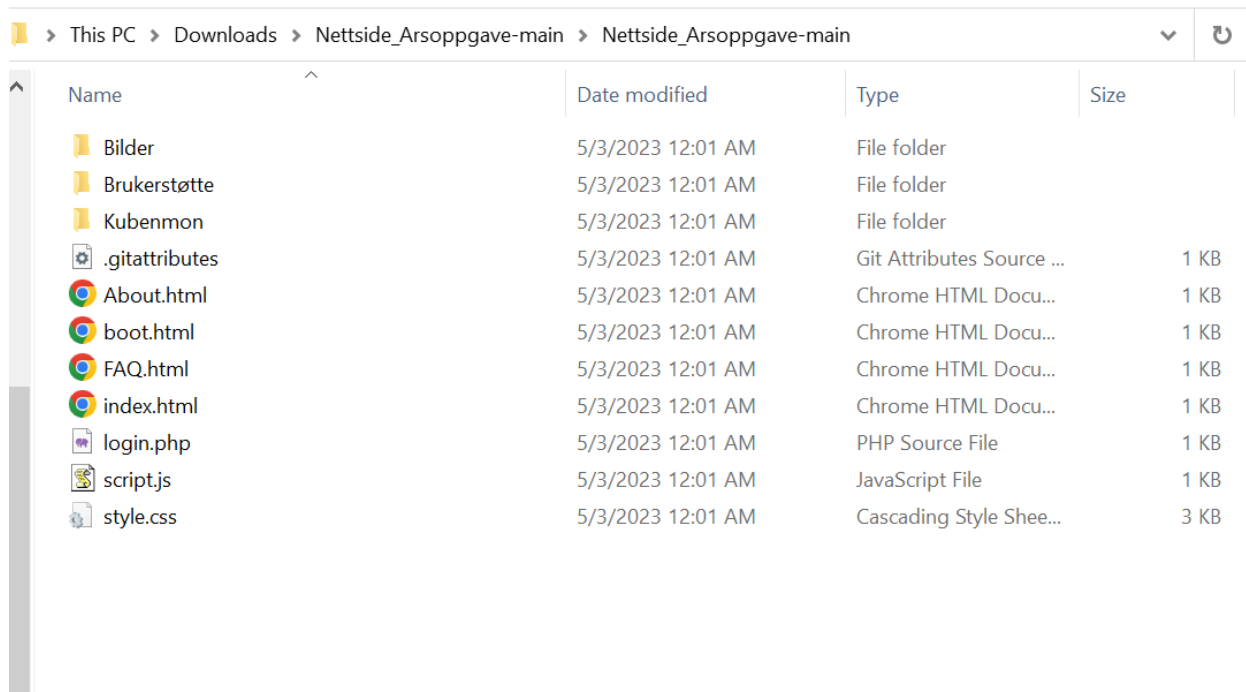 This PC > Downloads > Nettside_Arsoppgave-main > Nettside_Arsoppgave-main
Name Date modified Type Size
Bilder 5/3/2023 12:01 AM File folder
Brukerstøtte 5/3/2023 12:01 AM File folder
Kubenmon 5/3/2023 12:01 AM File folder
.gitattributes 5/3/2023 12:01 AM Git Attributes Source ... 1 KB
About.html 5/3/2023 12:01 AM Chrome HTML Docu... 1 KB
boot.html 5/3/2023 12:01 AM Chrome HTML Docu... 1 KB
FAQ.html 5/3/2023 12:01 AM Chrome HTML Docu... 1 KB
index.html 5/3/2023 12:01 AM Chrome HTML Docu... 1 KB
login.php 5/3/2023 12:01 AM PHP Source File 1 KB
script.js 5/3/2023 12:01 AM JavaScript File 1 KB
style.css 5/3/2023 12:01 AM Cascading Style Shee... 3 KB